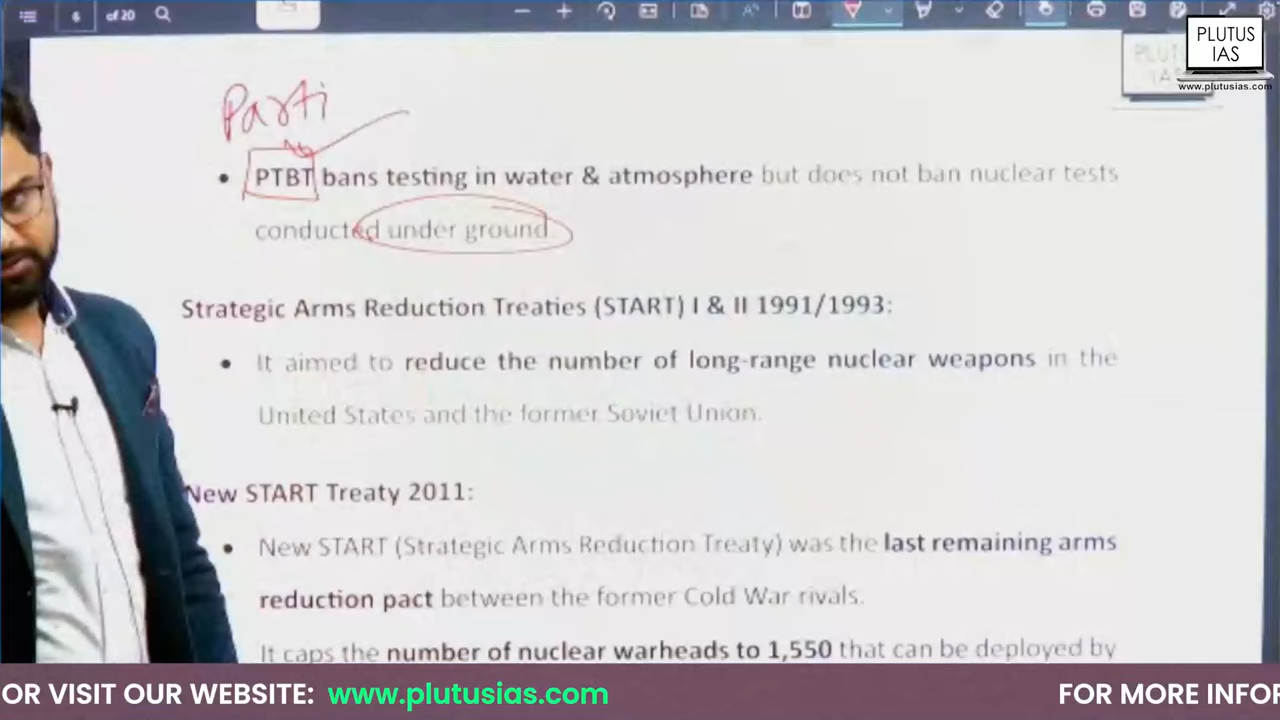 6 of 20
PLUTUS
IAS
www.plutusias.com
Parti
• PTBT bans testing in water & atmosphere but does not ban nuclear tests
conducted under ground
Strategic Arms Reduction Treaties (START) I & II 1991/1993:
• It aimed to reduce the number of long-range nuclear weapons in the
United States and the former Soviet Union.
New START Treaty 2011:
• New START (Strategic Arms Reduction Treaty) was the last remaining arms
reduction pact between the former Cold War rivals.
It caps the number of nuclear warheads to 1,550 that can be deployed by
OR VISIT OUR WEBSITE: www.plutusias.com FOR MORE INFOR